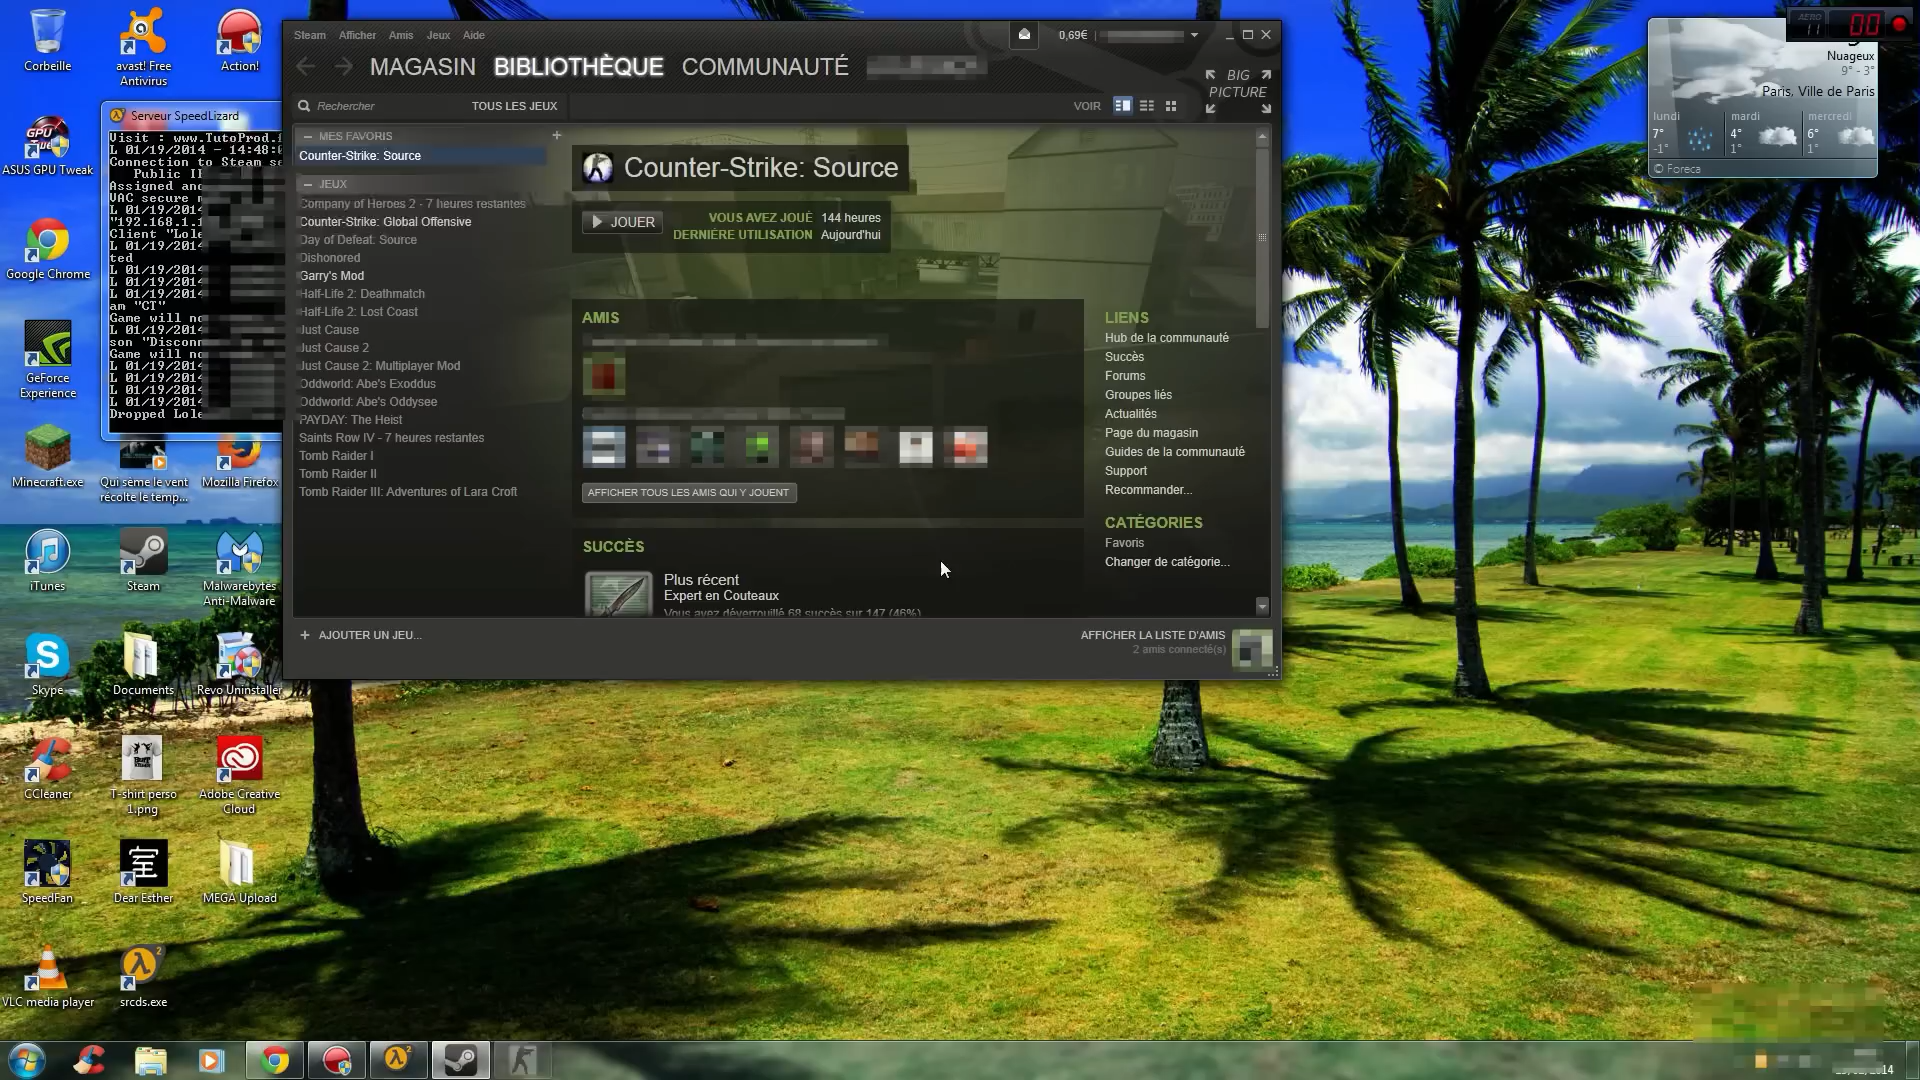 Corbeille
avast! Free
Antivirus
Action!
ASUS GPU Tweak
Google Chrome
GeForce
Experience
Minecraft.exe
Qui sème le vent
récolte le temp...
Mozilla Firefox
iTunes
Steam
Malwarebytes
Anti-Malware
Skype
Documents
Revo Uninstaller
CCleaner
T-shirt perso
1.png
Adobe Creative
Cloud
SpeedFan
Dear Esther
MEGA Upload
VLC media player
srcds.exe
Serveur SpeedLizard
Visit : www.TutoProd.
L 01/19/2014 - 14:48:
Connection to Steam se
Public I
Assigned ano
VAC secure m
L 01/19/2014
"192.168.1.1
Client "Lole
L 01/19/2014
ted
L 01/19/2014
L 01/19/2014
L 01/19/2014
am "CT"
Game will no
L 01/19/2014
son "Disconn
Game will no
L 01/19/2014
L 01/19/2014
L 01/19/2014
L 01/19/2014
Dropped Lole
Steam Afficher Amis Jeux Aide
0,69€
MAGASIN BIBLIOTHÈQUE COMMUNAUTÉ
BIG
PICTURE
Rechercher
TOUS LES JEUX
VOIR
MES FAVORIS
Counter-Strike: Source
JEUX
Company of Heroes 2 - 7 heures restantes
Counter-Strike: Global Offensive
Day of Defeat: Source
Dishonored
Garry's Mod
Half-Life 2: Deathmatch
Half-Life 2: Lost Coast
Just Cause
Just Cause 2
Just Cause 2: Multiplayer Mod
Oddworld: Abe's Exoddus
Oddworld: Abe's Oddysee
PAYDAY: The Heist
Saints Row IV - 7 heures restantes
Tomb Raider I
Tomb Raider II
Tomb Raider III: Adventures of Lara Croft
Counter-Strike: Source
JOUER
VOUS AVEZ JOUÉ 144 heures
DERNIÈRE UTILISATION Aujourd'hui
AMIS
AFFICHER TOUS LES AMIS QUI Y JOUENT
SUCCÈS
Plus récent
Expert en Couteaux
Vous avez déverrouillé 68 succès sur 147 (46%)
LIENS
Hub de la communauté
Succès
Forums
Groupes liés
Actualités
Page du magasin
Guides de la communauté
Support
Recommander...
CATÉGORIES
Favoris
Changer de catégorie...
+ AJOUTER UN JEU...
AFFICHER LA LISTE D'AMIS
2 amis connecté(s)
AERO
11
00
Nuageux
9° - 3°
Paris, Ville de Paris
lundi mardi mercredi
7° 4° 6°
-1° 1° 1°
© Foreca